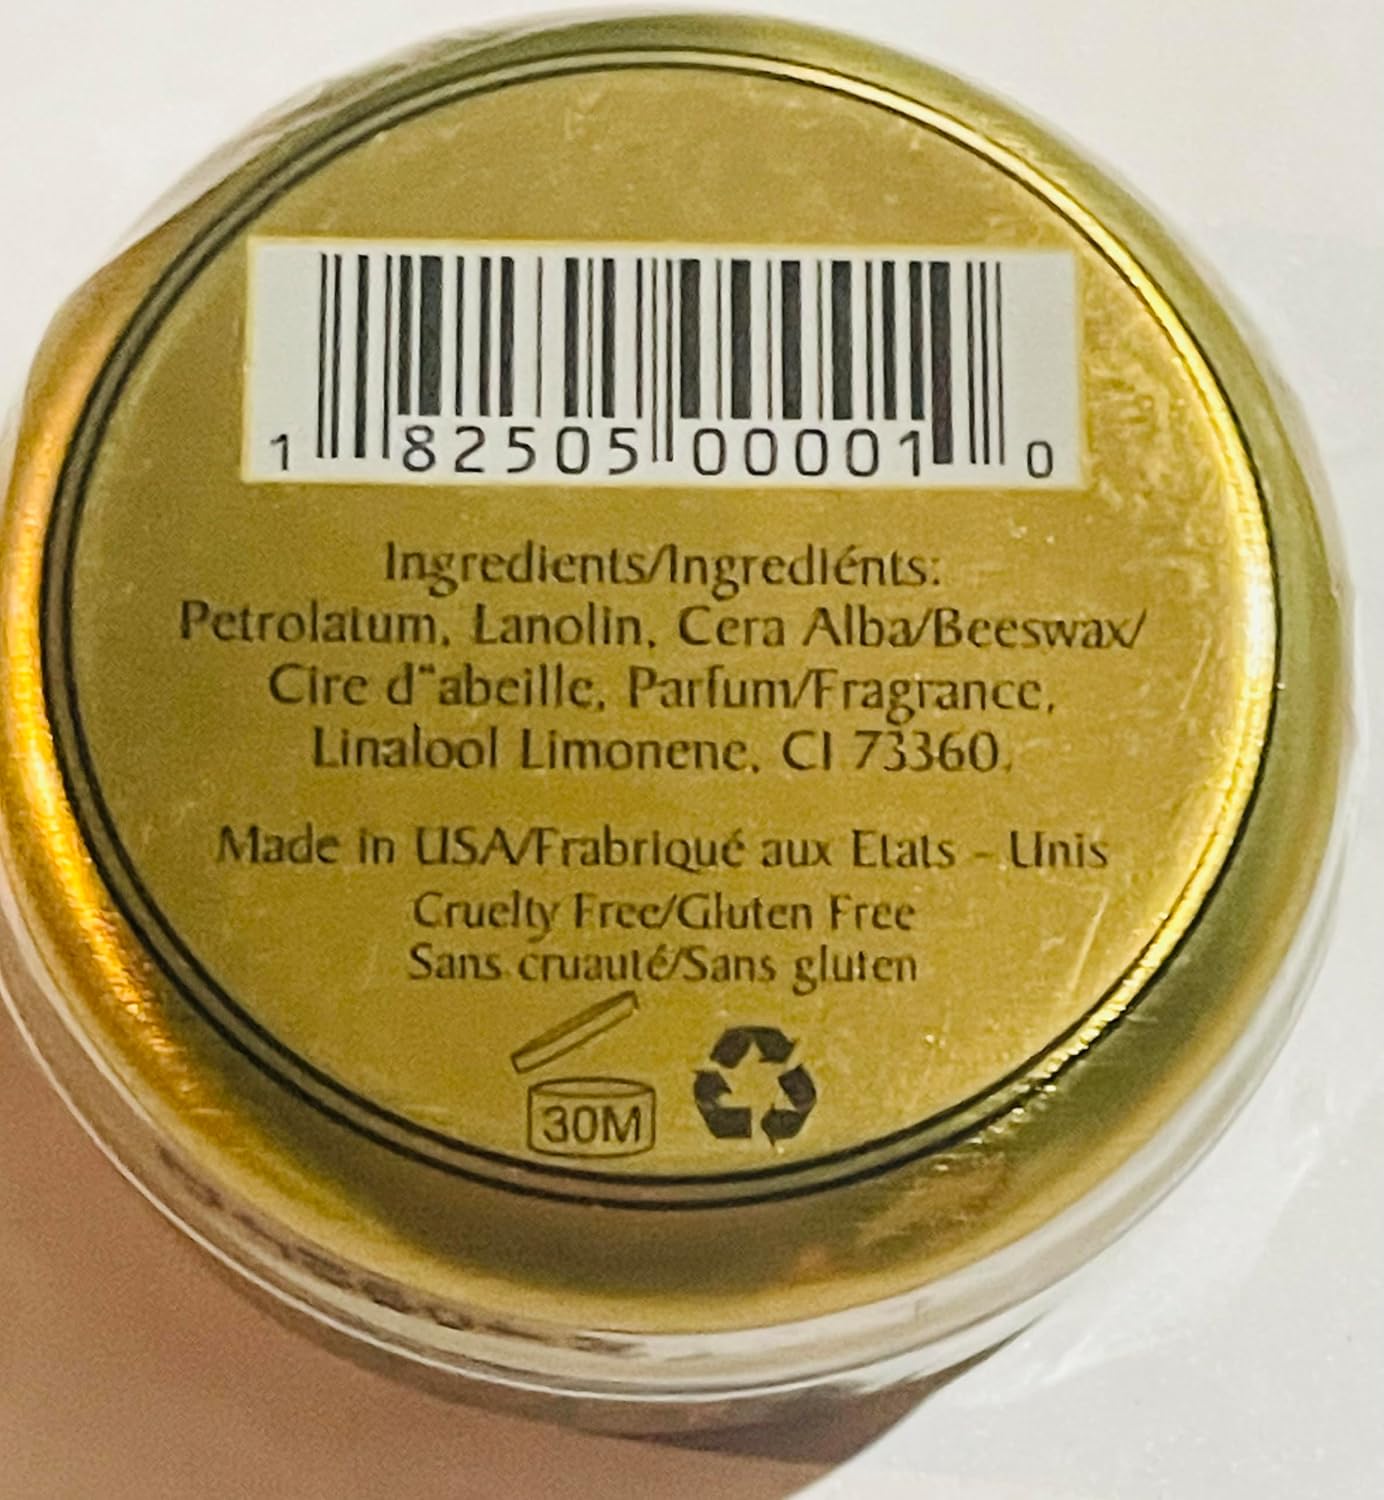 1 82505 00001 0
Ingredients/Ingrediénts:
Petrolatum, Lanolin, Cera Alba/Beeswax/
Cire d"abeille, Parfum/Fragrance,
Linalool Limonene, CI 73360.
Made in USA/Frabriqué aux Etats - Unis
Cruelty Free/Gluten Free
Sans cruauté/Sans gluten
30M